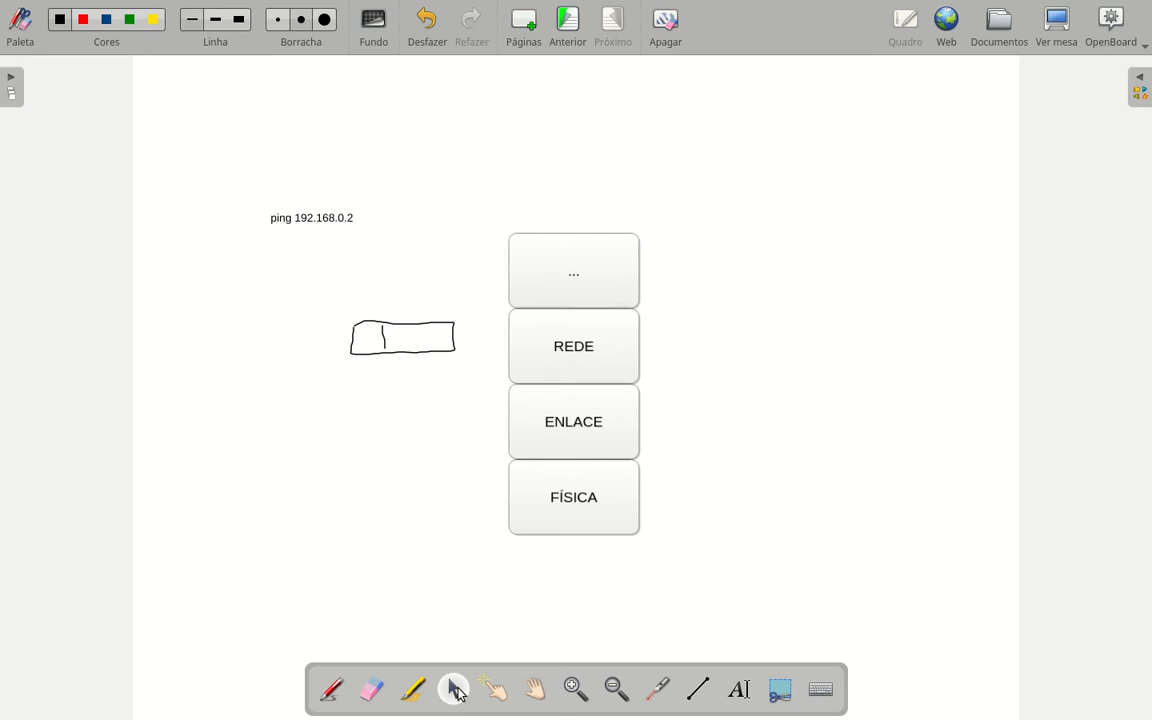 Paleta
Cores
Linha
Borracha
Fundo
Desfazer
Refazer
Páginas
Anterior
Próximo
Apagar
Quadro
Web
Documentos
Ver mesa
OpenBoard
ping 192.168.0.2
...
REDE
ENLACE
FÍSICA